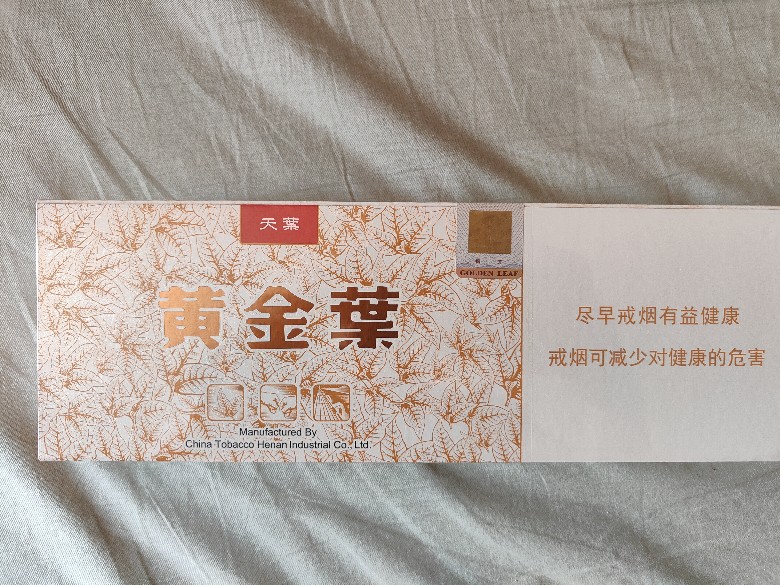 天葉
GOLDEN LEAF
黄金葉
Manufactured By
China Tobacco Henan Industrial Co., Ltd.
尽早戒烟有益健康
戒烟可减少对健康的危害